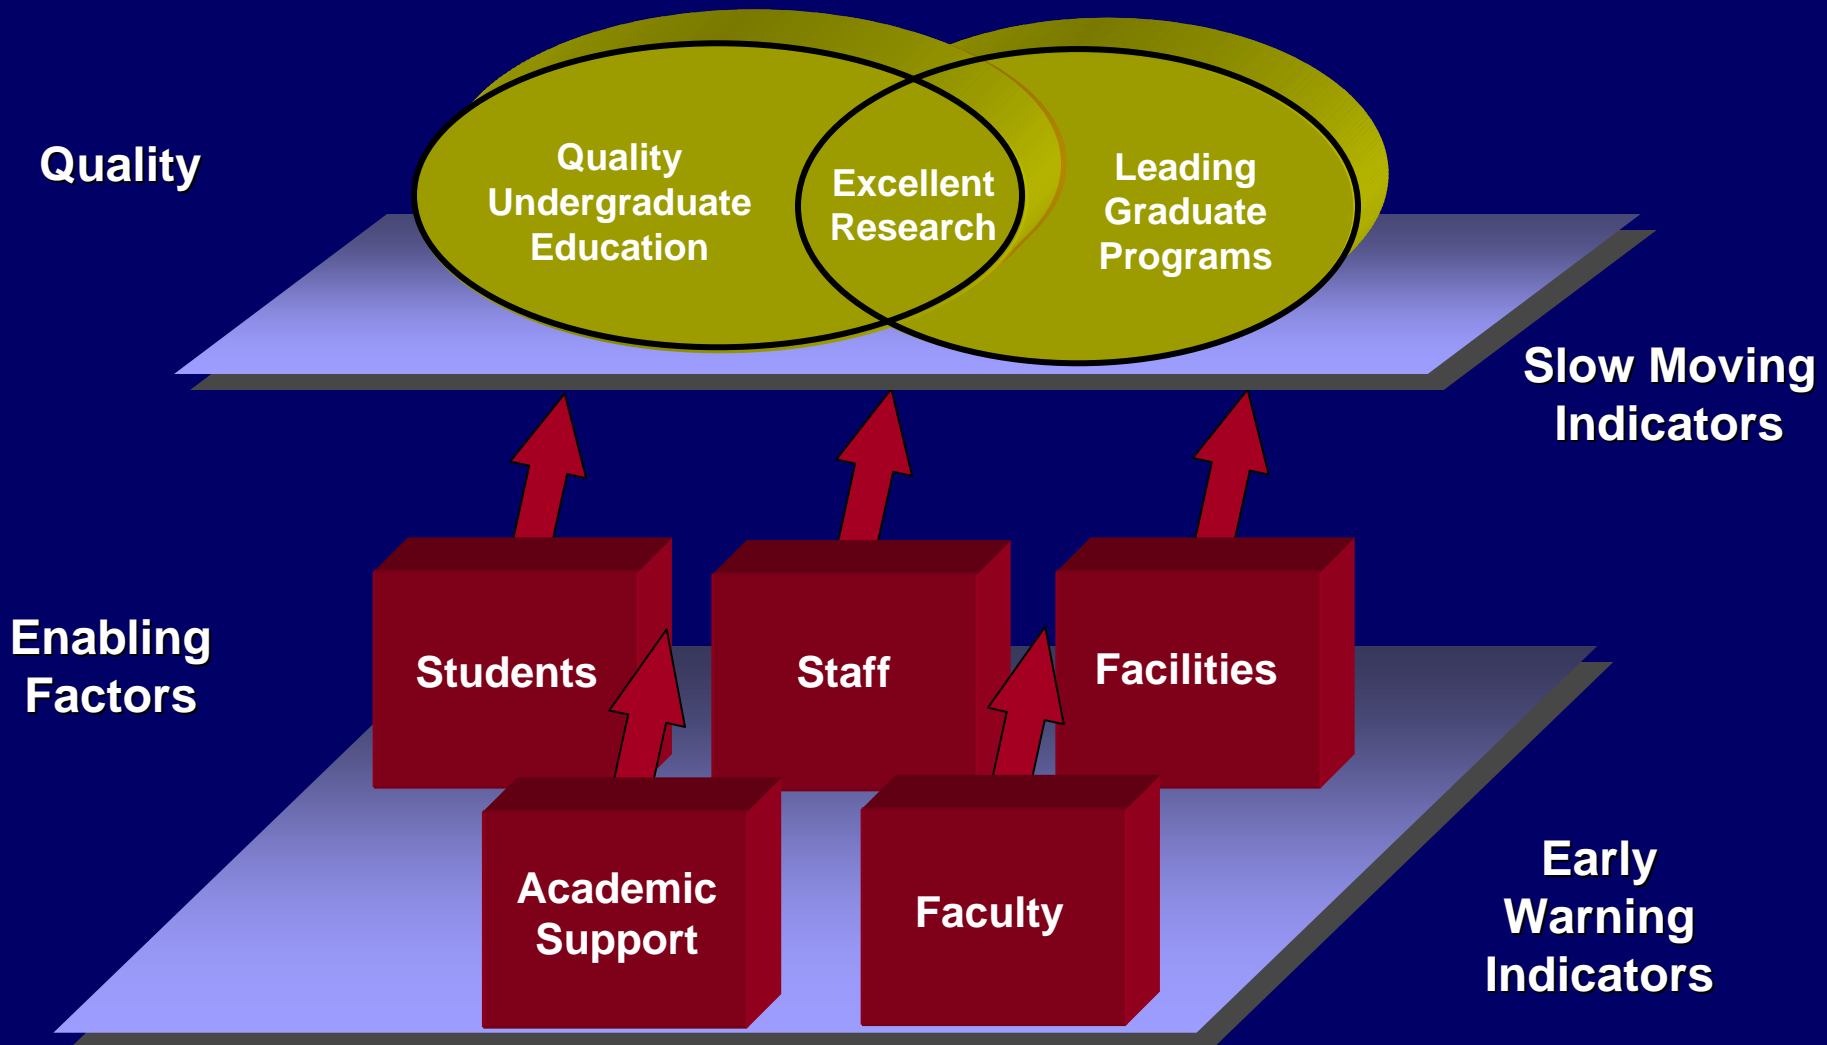 Quality
Quality
Undergraduate
Education
Excellent
Research
Leading
Graduate
Programs
Slow Moving
Indicators
Enabling
Factors
Students
Staff
Facilities
Academic
Support
Faculty
Early
Warning
Indicators